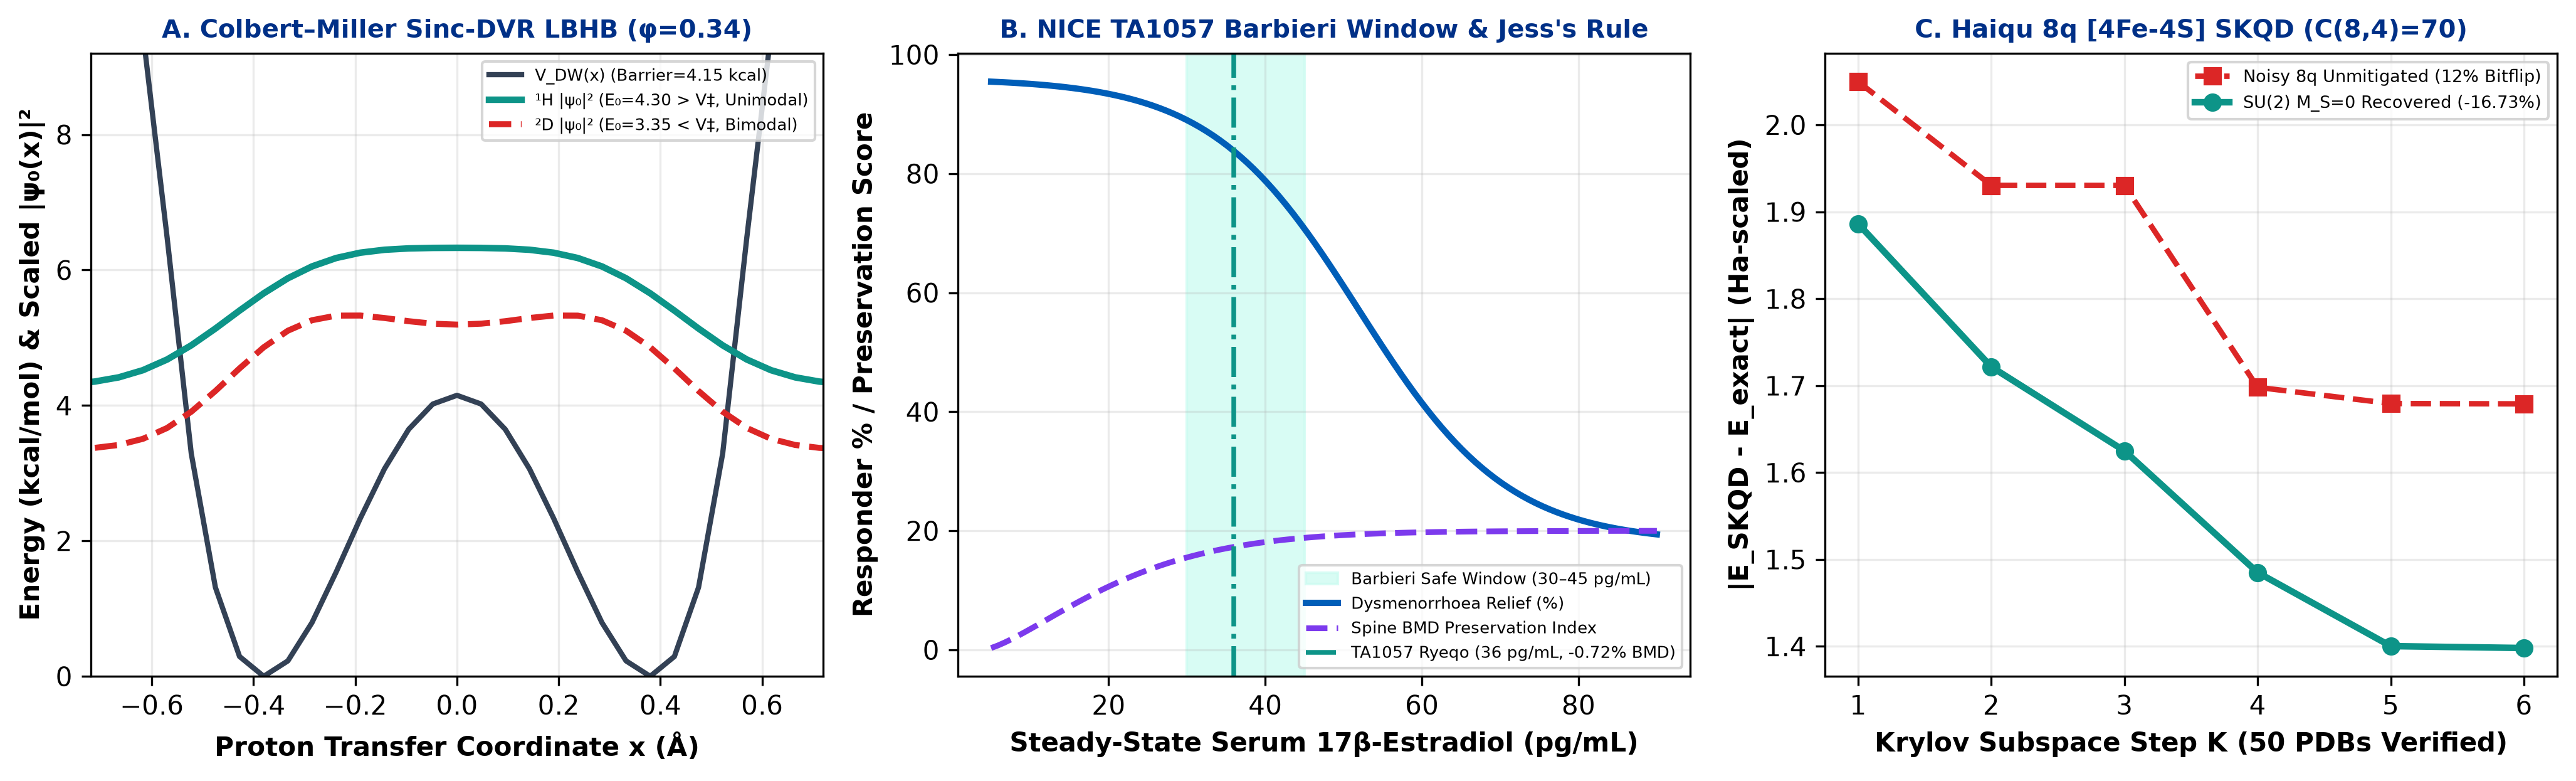 A. Colbert–Miller Sinc-DVR LBHB (φ=0.34)
Energy (kcal/mol) & Scaled |ψ₀(x)|²
8
6
4
2
0
V_DW(x) (Barrier=4.15 kcal)
¹H |ψ₀|² (E₀=4.30 > V‡, Unimodal)
²D |ψ₀|² (E₀=3.35 < V‡, Bimodal)
−0.6 −0.4 −0.2 0.0 0.2 0.4 0.6
Proton Transfer Coordinate x (Å)
B. NICE TA1057 Barbieri Window & Jess's Rule
Responder % / Preservation Score
100
80
60
40
20
0
Barbieri Safe Window (30–45 pg/mL)
Dysmenorrhoea Relief (%)
Spine BMD Preservation Index
TA1057 Ryeqo (36 pg/mL, -0.72% BMD)
20 40 60 80
Steady-State Serum 17β-Estradiol (pg/mL)
C. Haiqu 8q [4Fe-4S] SKQD (C(8,4)=70)
|E_SKQD - E_exact| (Ha-scaled)
2.0
1.9
1.8
1.7
1.6
1.5
1.4
Noisy 8q Unmitigated (12% Bitflip)
SU(2) M_S=0 Recovered (-16.73%)
1 2 3 4 5 6
Krylov Subspace Step K (50 PDBs Verified)